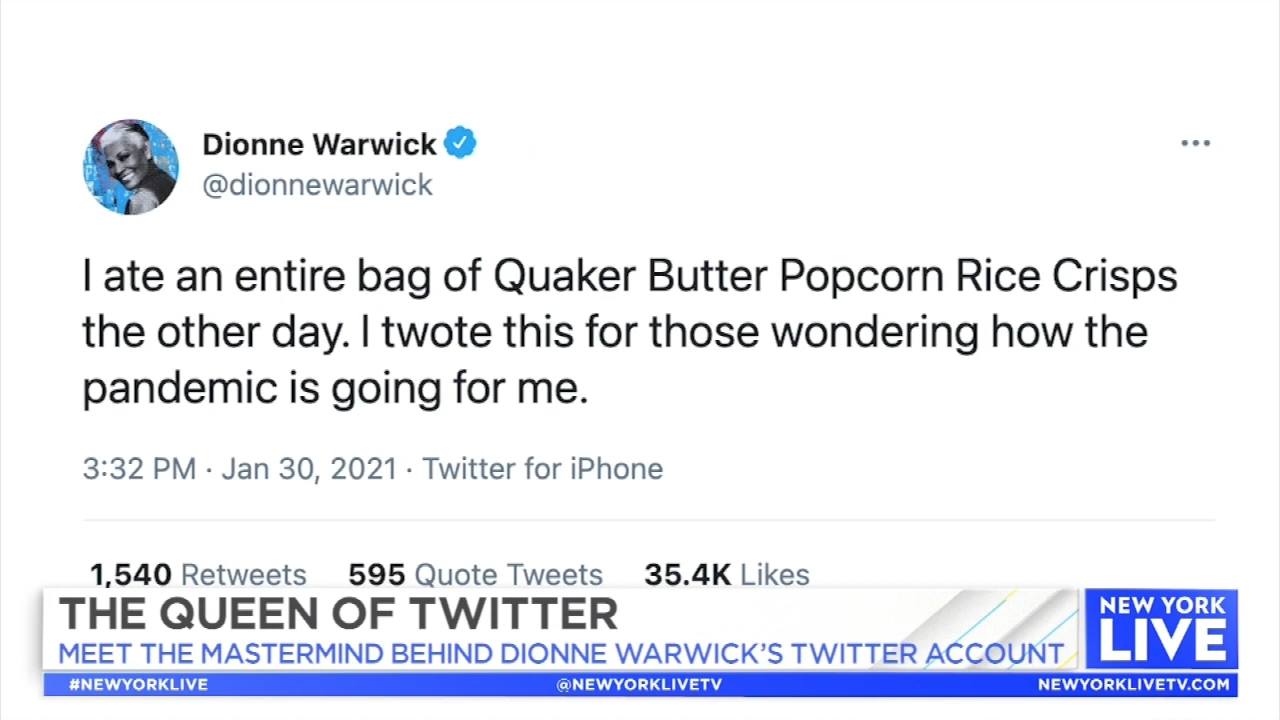 Dionne Warwick
@dionnewarwick
I ate an entire bag of Quaker Butter Popcorn Rice Crisps
the other day. I twote this for those wondering how the
pandemic is going for me.
3:32 PM · Jan 30, 2021 · Twitter for iPhone
1,540 Retweets 595 Quote Tweets 35.4K Likes
THE QUEEN OF TWITTER
MEET THE MASTERMIND BEHIND DIONNE WARWICK'S TWITTER ACCOUNT
NEW YORK
LIVE
#NEWYORKLIVE @NEWYORKLIVETV NEWYORKLIVETV.COM